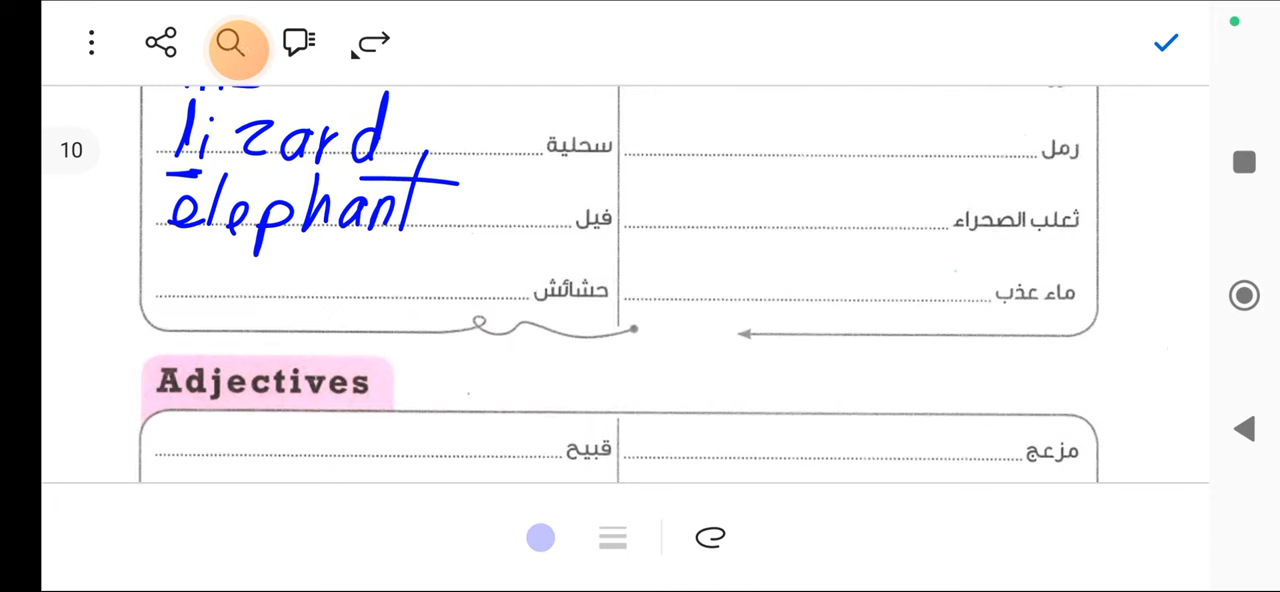 10
lizard سحلية رمل
elephant فيل ثعلب الصحراء
حشائش ماء عذب
Adjectives
قبيح مزعج